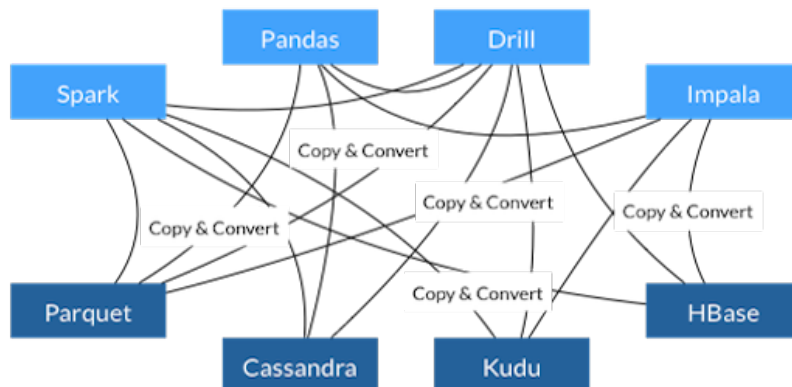 Pandas
Drill
Spark
Impala
Copy & Convert
Copy & Convert
Copy & Convert
Copy & Convert
Copy & Convert
Parquet
HBase
Cassandra
Kudu